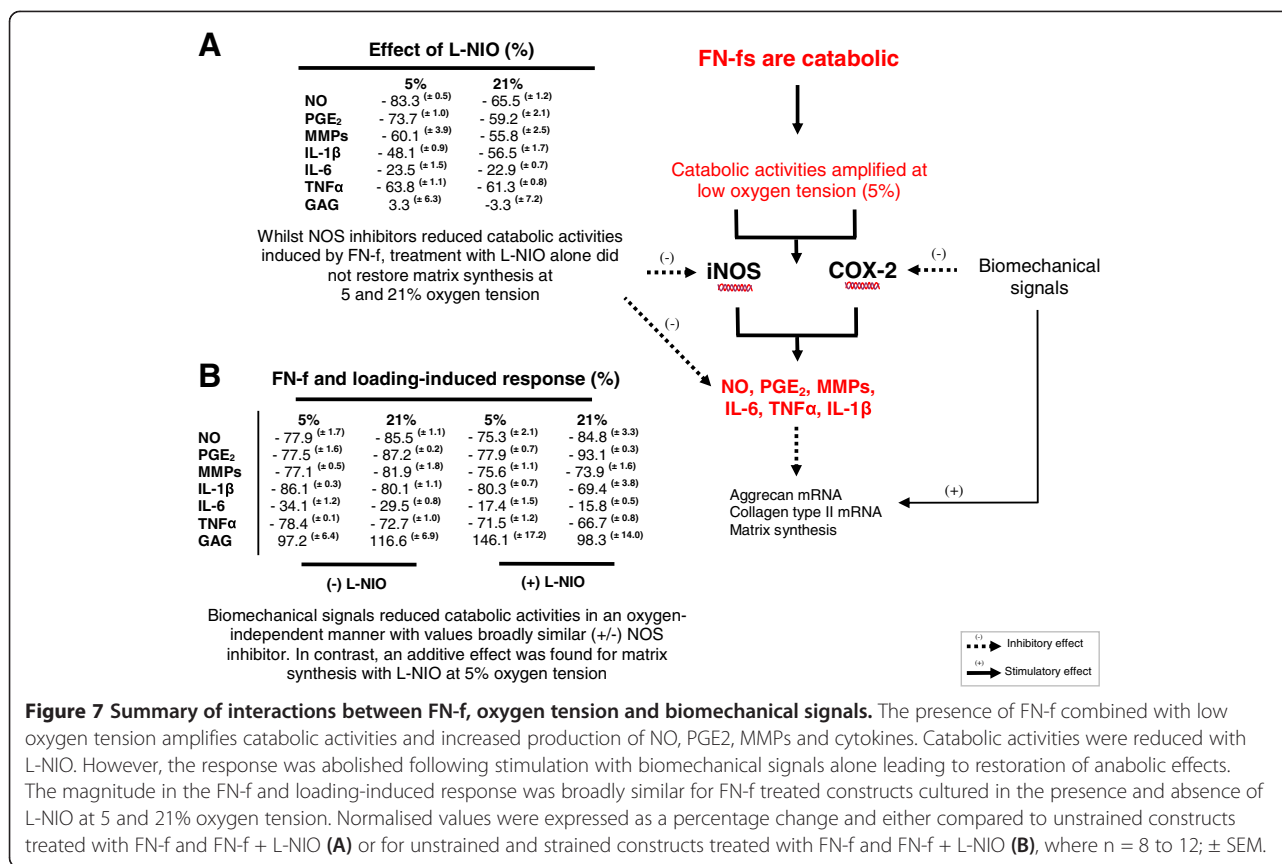 A
Effect of L-NIO (%)
5% 21%
NO - 83.3 (± 0.5) - 65.5 (± 1.2)
PGE2 - 73.7 (± 1.0) - 59.2 (± 2.1)
MMPs - 60.1 (± 3.9) - 55.8 (± 2.5)
IL-1β - 48.1 (± 0.9) - 56.5 (± 1.7)
IL-6 - 23.5 (± 1.5) - 22.9 (± 0.7)
TNFα - 63.8 (± 1.1) - 61.3 (± 0.8)
GAG 3.3 (± 6.3) -3.3 (± 7.2)
Whilst NOS inhibitors reduced catabolic activities
induced by FN-f, treatment with L-NIO alone did
not restore matrix synthesis at
5 and 21% oxygen tension
FN-fs are catabolic
Catabolic activities amplified at
low oxygen tension (5%)
(-)
iNOS
COX-2
(-)
Biomechanical
signals
(-)
NO, PGE2, MMPs,
IL-6, TNFα, IL-1β
Aggrecan mRNA
Collagen type II mRNA
Matrix synthesis
(+)
B
FN-f and loading-induced response (%)
5% 21% 5% 21%
NO - 77.9 (± 1.7) - 85.5 (± 1.1) - 75.3 (± 2.1) - 84.8 (± 3.3)
PGE2 - 77.5 (± 1.6) - 87.2 (± 0.2) - 77.9 (± 0.7) - 93.1 (± 0.3)
MMPs - 77.1 (± 0.5) - 81.9 (± 1.8) - 75.6 (± 1.1) - 73.9 (± 1.6)
IL-1β - 86.1 (± 0.3) - 80.1 (± 1.1) - 80.3 (± 0.7) - 69.4 (± 3.8)
IL-6 - 34.1 (± 1.2) - 29.5 (± 0.8) - 17.4 (± 1.5) - 15.8 (± 0.5)
TNFα - 78.4 (± 0.1) - 72.7 (± 1.0) - 71.5 (± 1.2) - 66.7 (± 0.8)
GAG 97.2 (± 6.4) 116.6 (± 6.9) 146.1 (± 17.2) 98.3 (± 14.0)
(-) L-NIO (+) L-NIO
Biomechanical signals reduced catabolic activities in an oxygen-
independent manner with values broadly similar (+/-) NOS
inhibitor. In contrast, an additive effect was found for matrix
synthesis with L-NIO at 5% oxygen tension
(-) Inhibitory effect
(+) Stimulatory effect
Figure 7 Summary of interactions between FN-f, oxygen tension and biomechanical signals. The presence of FN-f combined with low
oxygen tension amplifies catabolic activities and increased production of NO, PGE2, MMPs and cytokines. Catabolic activities were reduced with
L-NIO. However, the response was abolished following stimulation with biomechanical signals alone leading to restoration of anabolic effects.
The magnitude in the FN-f and loading-induced response was broadly similar for FN-f treated constructs cultured in the presence and absence of
L-NIO at 5 and 21% oxygen tension. Normalised values were expressed as a percentage change and either compared to unstrained constructs
treated with FN-f and FN-f + L-NIO (A) or for unstrained and strained constructs treated with FN-f and FN-f + L-NIO (B), where n = 8 to 12; ± SEM.